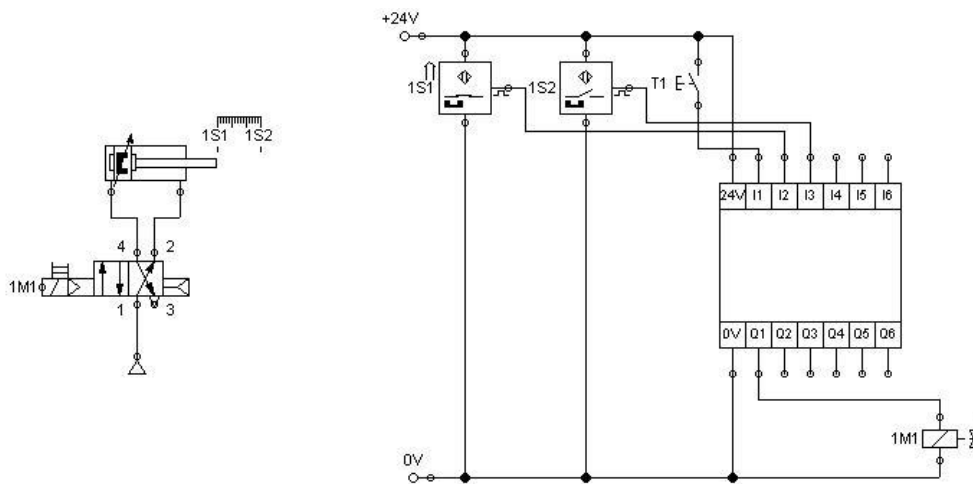 +24V
1S1
1S2
T1
1S1 1S2
4 2
1M1
1 3
24V I1 I2 I3 I4 I5 I6
0V Q1 Q2 Q3 Q4 Q5 Q6
1M1
0V